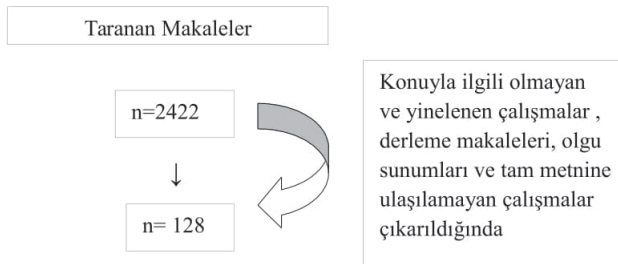 Taranan Makaleler
n=2422
↓
n= 128
Konuyla ilgili olmayan
ve yinelenen çalışmalar ,
derleme makaleleri, olgu
sunumları ve tam metnine
ulaşılamayan çalışmalar
çıkarıldığında